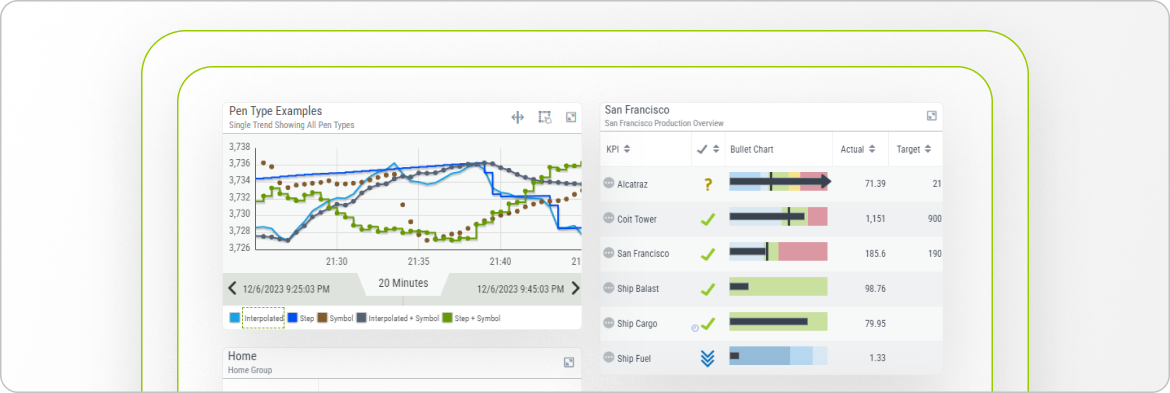 Pen Type Examples
Single Trend Showing All Pen Types
3,738
3,736
3,734
3,732
3,730
3,728
3,726
21:30 21:35 21:40 21:
12/6/2023 9:25:03 PM 20 Minutes 12/6/2023 9:45:03 PM
Interpolated Step Symbol Interpolated + Symbol Step + Symbol
Home
Home Group
San Francisco
San Francisco Production Overview
KPI Bullet Chart Actual Target
Alcatraz ? 71.39 21
Coit Tower 1,151 900
San Francisco 185.6 190
Ship Balast 98.76
Ship Cargo 79.95
Ship Fuel 1.33